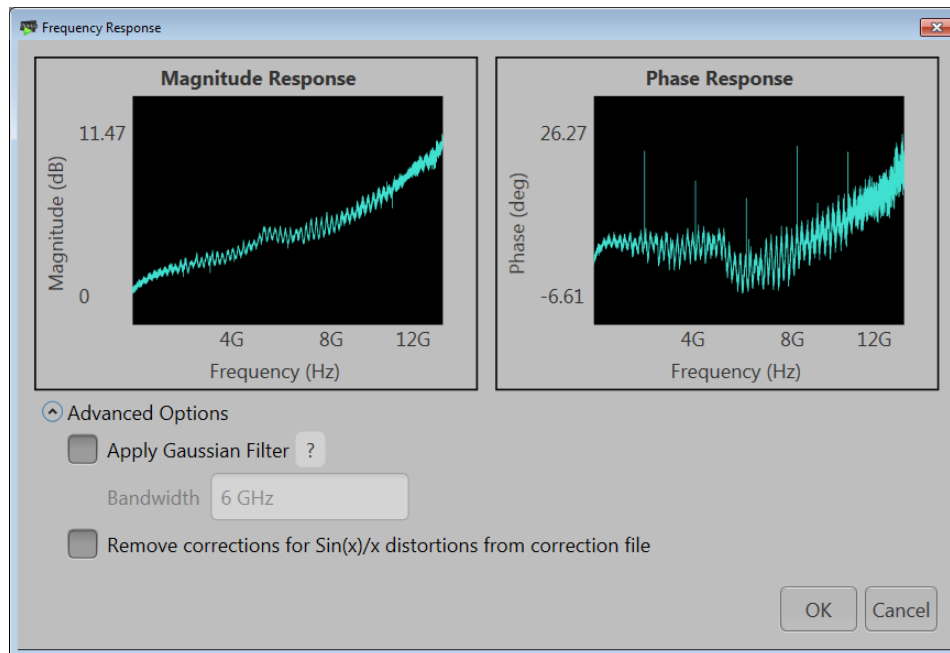 Frequency Response
Magnitude Response
11.47
Magnitude (dB)
0
4G 8G 12G
Frequency (Hz)
Phase Response
26.27
Phase (deg)
-6.61
4G 8G 12G
Frequency (Hz)
Advanced Options
Apply Gaussian Filter ?
Bandwidth 6 GHz
Remove corrections for Sin(x)/x distortions from correction file
OK Cancel